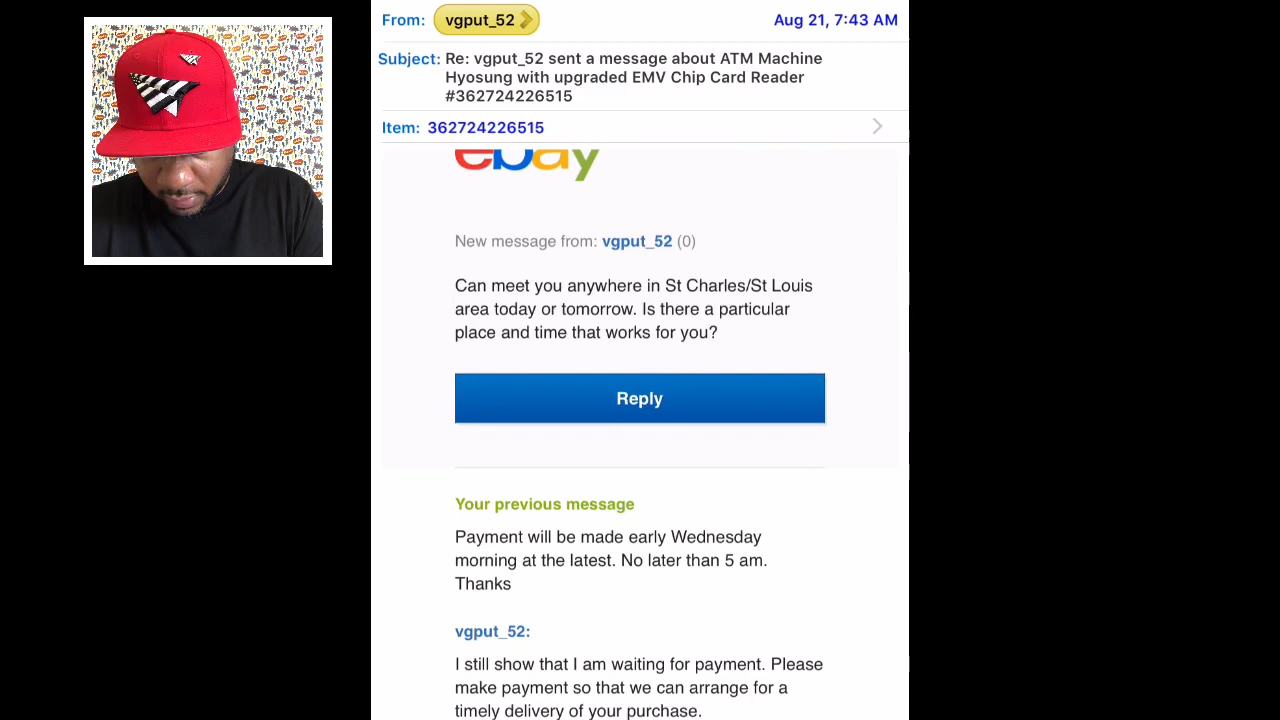 From: vgput_52
Aug 21, 7:43 AM
Subject: Re: vgput_52 sent a message about ATM Machine
Hyosung with upgraded EMV Chip Card Reader
#362724226515
Item: 362724226515
ebay
New message from: vgput_52 (0)
Can meet you anywhere in St Charles/St Louis
area today or tomorrow. Is there a particular
place and time that works for you?
Reply
Your previous message
Payment will be made early Wednesday
morning at the latest. No later than 5 am.
Thanks
vgput_52:
I still show that I am waiting for payment. Please
make payment so that we can arrange for a
timely delivery of your purchase.